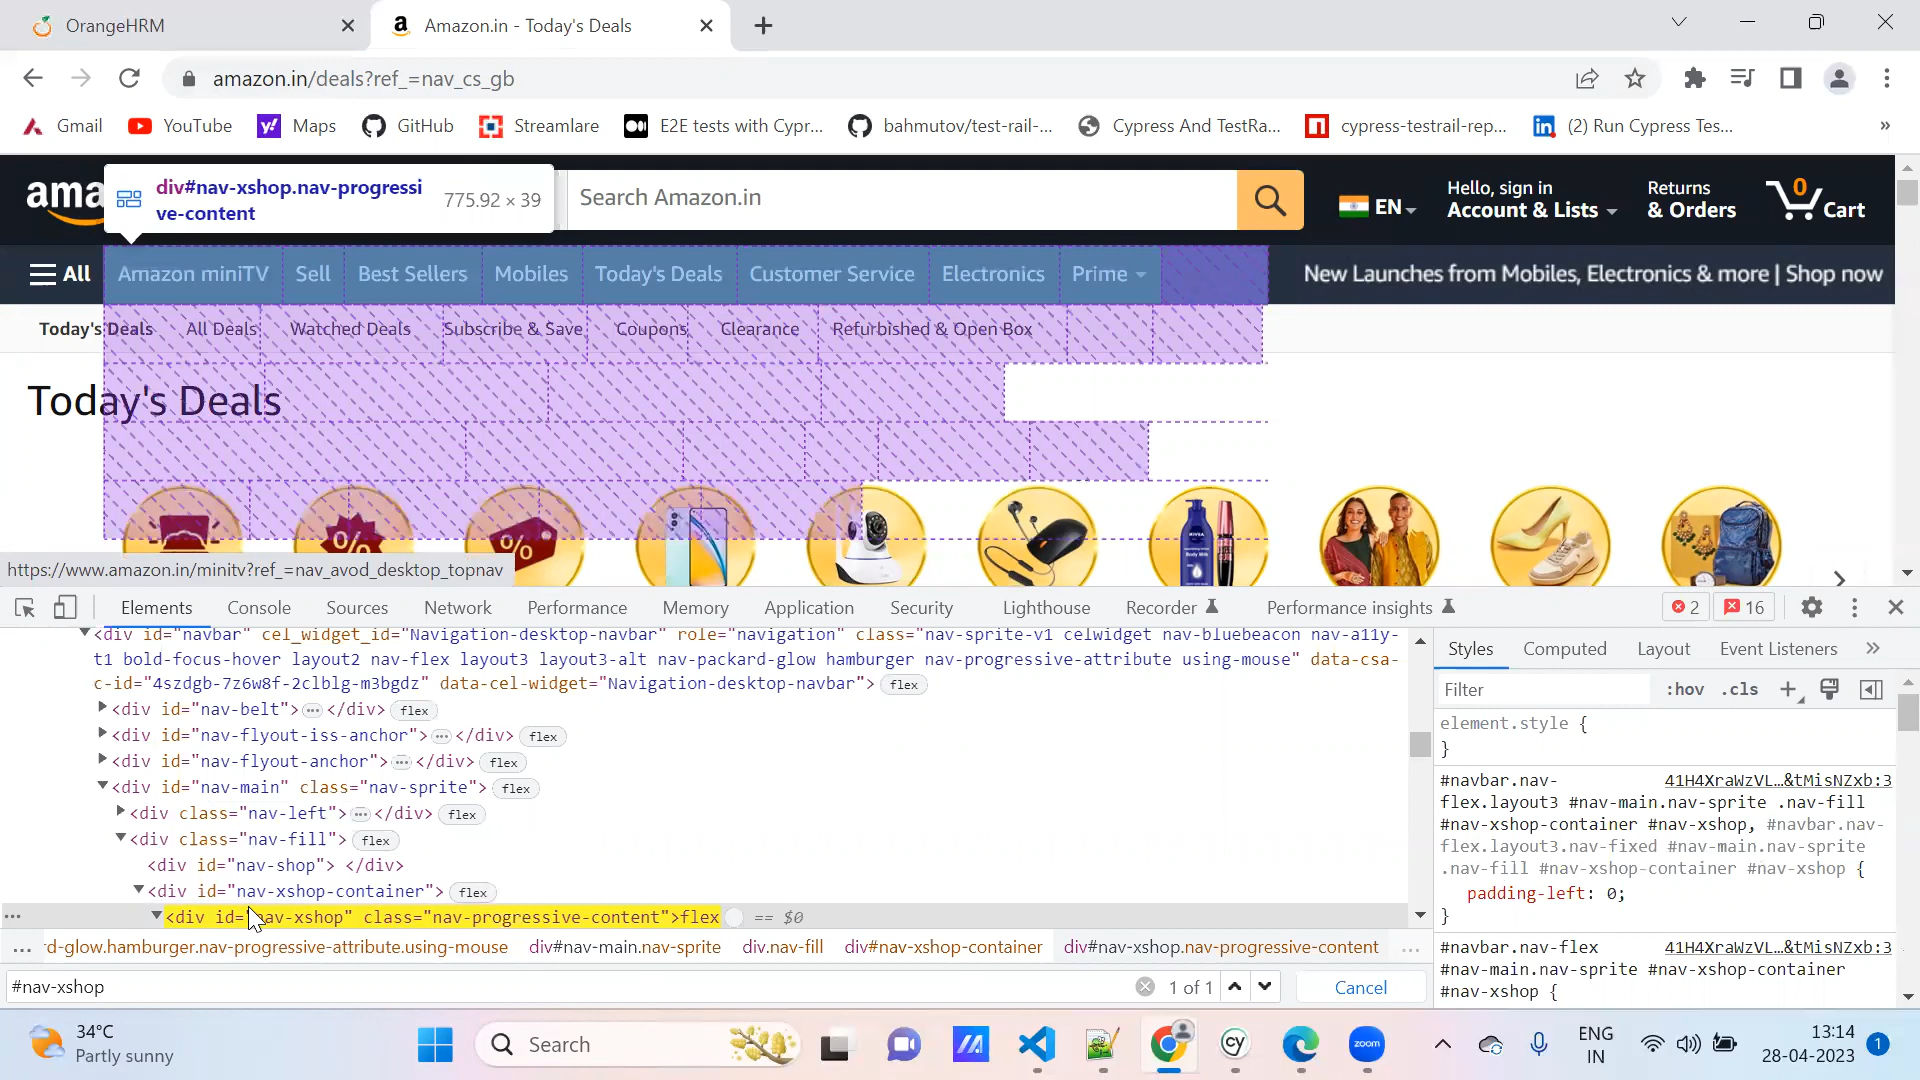 OrangeHRM
Amazon.in - Today's Deals
amazon.in/deals?ref_=nav_cs_gb
Gmail YouTube Maps GitHub Streamlare E2E tests with Cypr... bahmutov/test-rail-... Cypress And TestRa... cypress-testrail-rep... (2) Run Cypress Tes... »
ama
div#nav-xshop.nav-progressi
ve-content
775.92 × 39
Search Amazon.in
EN
Hello, sign in
Account & Lists
Returns
& Orders
0
Cart
All Amazon miniTV Sell Best Sellers Mobiles Today's Deals Customer Service Electronics Prime New Launches from Mobiles, Electronics & more | Shop now
Today's Deals All Deals Watched Deals Subscribe & Save Coupons Clearance Refurbished & Open Box
Today's Deals
https://www.amazon.in/minitv?ref_=nav_avod_desktop_topnav
Elements Console Sources Network Performance Memory Application Security Lighthouse Recorder Performance insights 2 16
<div id="navbar" cel_widget_id="Navigation-desktop-navbar" role="navigation" class="nav-sprite-v1 celwidget nav-bluebeacon nav-a11y-
t1 bold-focus-hover layout2 nav-flex layout3 layout3-alt nav-packard-glow hamburger nav-progressive-attribute using-mouse" data-csa-
c-id="4szdgb-7z6w8f-2clblg-m3bgdz" data-cel-widget="Navigation-desktop-navbar"> flex
<div id="nav-belt"> … </div> flex
<div id="nav-flyout-iss-anchor"> … </div> flex
<div id="nav-flyout-anchor"> … </div> flex
<div id="nav-main" class="nav-sprite"> flex
<div class="nav-left"> … </div> flex
<div class="nav-fill"> flex
<div id="nav-shop"> </div>
<div id="nav-xshop-container"> flex
… <div id="nav-xshop" class="nav-progressive-content">flex == $0
… rd-glow.hamburger.nav-progressive-attribute.using-mouse div#nav-main.nav-sprite div.nav-fill div#nav-xshop-container div#nav-xshop.nav-progressive-content …
#nav-xshop 1 of 1 Cancel
Styles Computed Layout Event Listeners »
Filter :hov .cls +
element.style {
}
#navbar.nav- 41H4XraWzVL…&tMisNZxb:3
flex.layout3 #nav-main.nav-sprite .nav-fill
#nav-xshop-container #nav-xshop, #navbar.nav-
flex.layout3.nav-fixed #nav-main.nav-sprite
.nav-fill #nav-xshop-container #nav-xshop {
padding-left: 0;
}
#navbar.nav-flex 41H4XraWzVL…&tMisNZxb:3
#nav-main.nav-sprite #nav-xshop-container
#nav-xshop {
34°C
Partly sunny
Search
cy
zoom
ENG
IN
13:14
28-04-2023
1